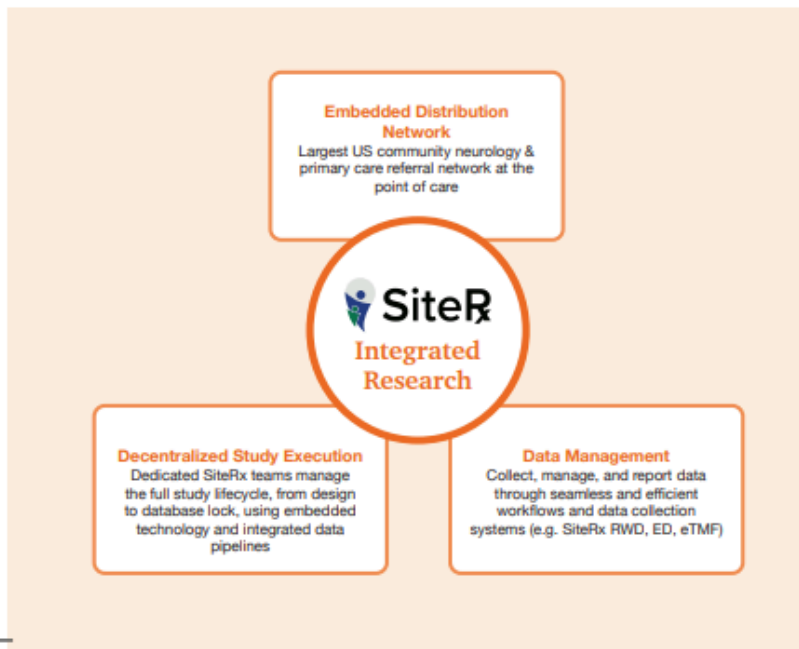 Embedded Distribution
Network
Largest US community neurology &
primary care referral network at the
point of care
SiteRx
Integrated
Research
Decentralized Study Execution
Dedicated SiteRx teams manage
the full study lifecycle, from design
to database lock, using embedded
technology and integrated data
pipelines
Data Management
Collect, manage, and report data
through seamless and efficient
workflows and data collection
systems (e.g. SiteRx RWD, ED, eTMF)